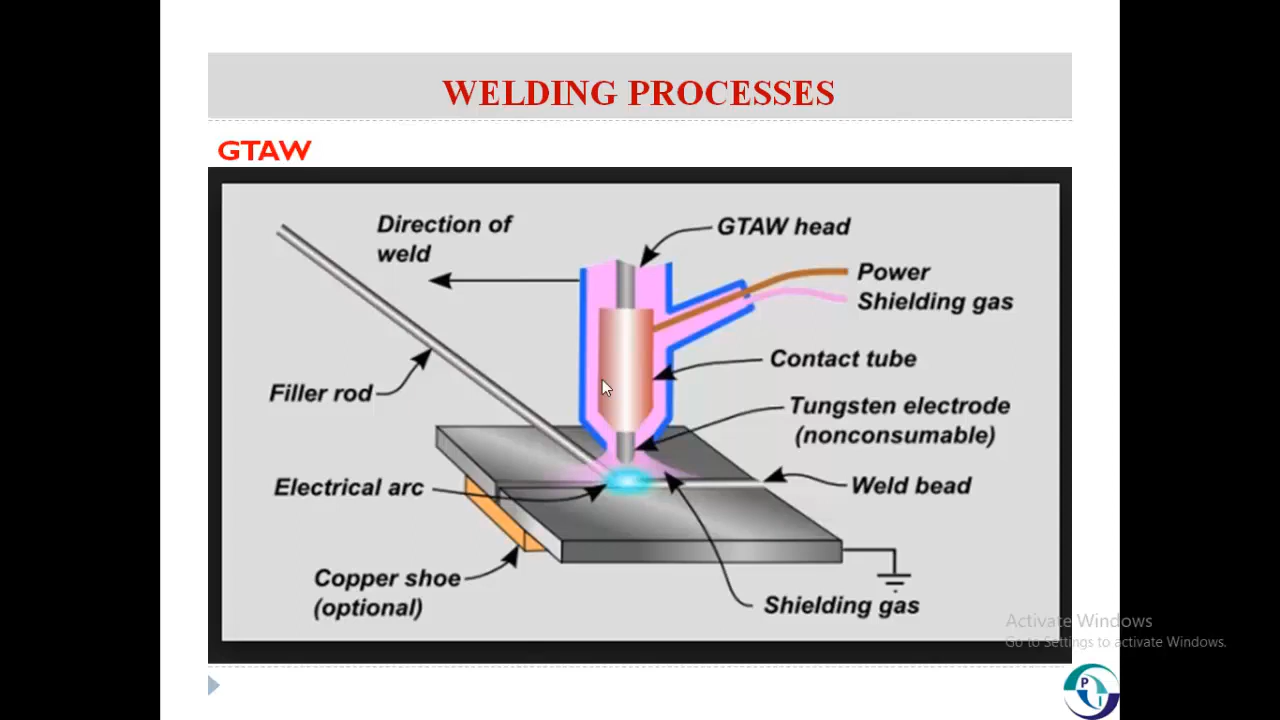 WELDING PROCESSES
GTAW
Direction of
weld
GTAW head
Power
Shielding gas
Contact tube
Filler rod
Tungsten electrode
(nonconsumable)
Electrical arc
Weld bead
Copper shoe
(optional)
Shielding gas
Activate Windows
Go to Settings to activate Windows.
P
I